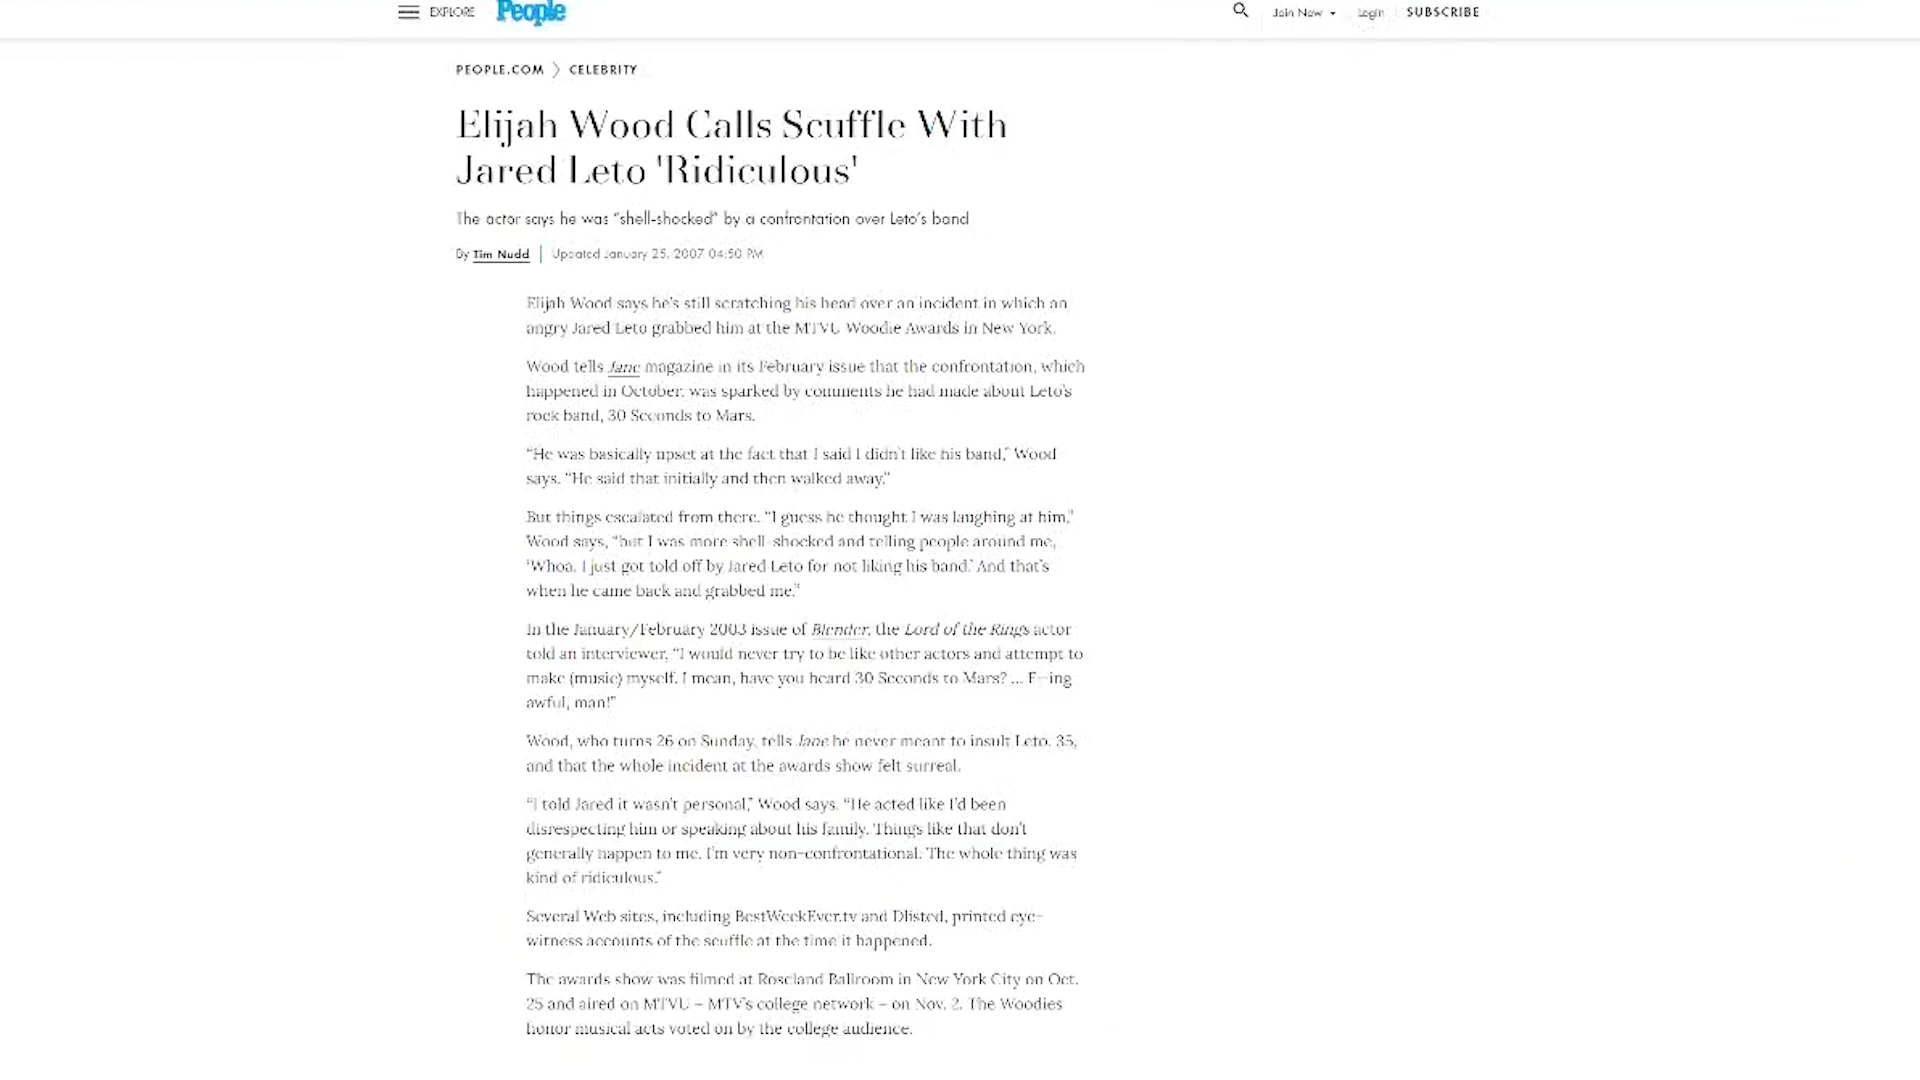 EXPLORE People Join Now Login SUBSCRIBE
PEOPLE.COM > CELEBRITY
Elijah Wood Calls Scuffle With
Jared Leto 'Ridiculous'
The actor says he was "shell-shocked" by a confrontation over Leto's band
By Tim Nudd | Updated January 25, 2007 04:50 PM
Elijah Wood says he's still scratching his head over an incident in which an
angry Jared Leto grabbed him at the MTVU Woodie Awards in New York.
Wood tells Jane magazine in its February issue that the confrontation, which
happened in October, was sparked by comments he had made about Leto's
rock band, 30 Seconds to Mars.
“He was basically upset at the fact that I said I didn't like his band,” Wood
says. “He said that initially and then walked away.”
But things escalated from there. “I guess he thought I was laughing at him,”
Wood says, “but I was more shell-shocked and telling people around me,
‘Whoa. I just got told off by Jared Leto for not liking his band.’ And that's
when he came back and grabbed me.”
In the January/February 2003 issue of Blender, the Lord of the Rings actor
told an interviewer, “I would never try to be like other actors and attempt to
make (music) myself. I mean, have you heard 30 Seconds to Mars? ... F--ing
awful, man!”
Wood, who turns 26 on Sunday, tells Jane he never meant to insult Leto, 35,
and that the whole incident at the awards show felt surreal.
“I told Jared it wasn't personal,” Wood says. “He acted like I'd been
disrespecting him or speaking about his family. Things like that don't
generally happen to me. I'm very non-confrontational. The whole thing was
kind of ridiculous.”
Several Web sites, including BestWeekEver.tv and Dlisted, printed eye-
witness accounts of the scuffle at the time it happened.
The awards show was filmed at Roseland Ballroom in New York City on Oct.
25 and aired on MTVU – MTV's college network – on Nov. 2. The Woodies
honor musical acts voted on by the college audience.